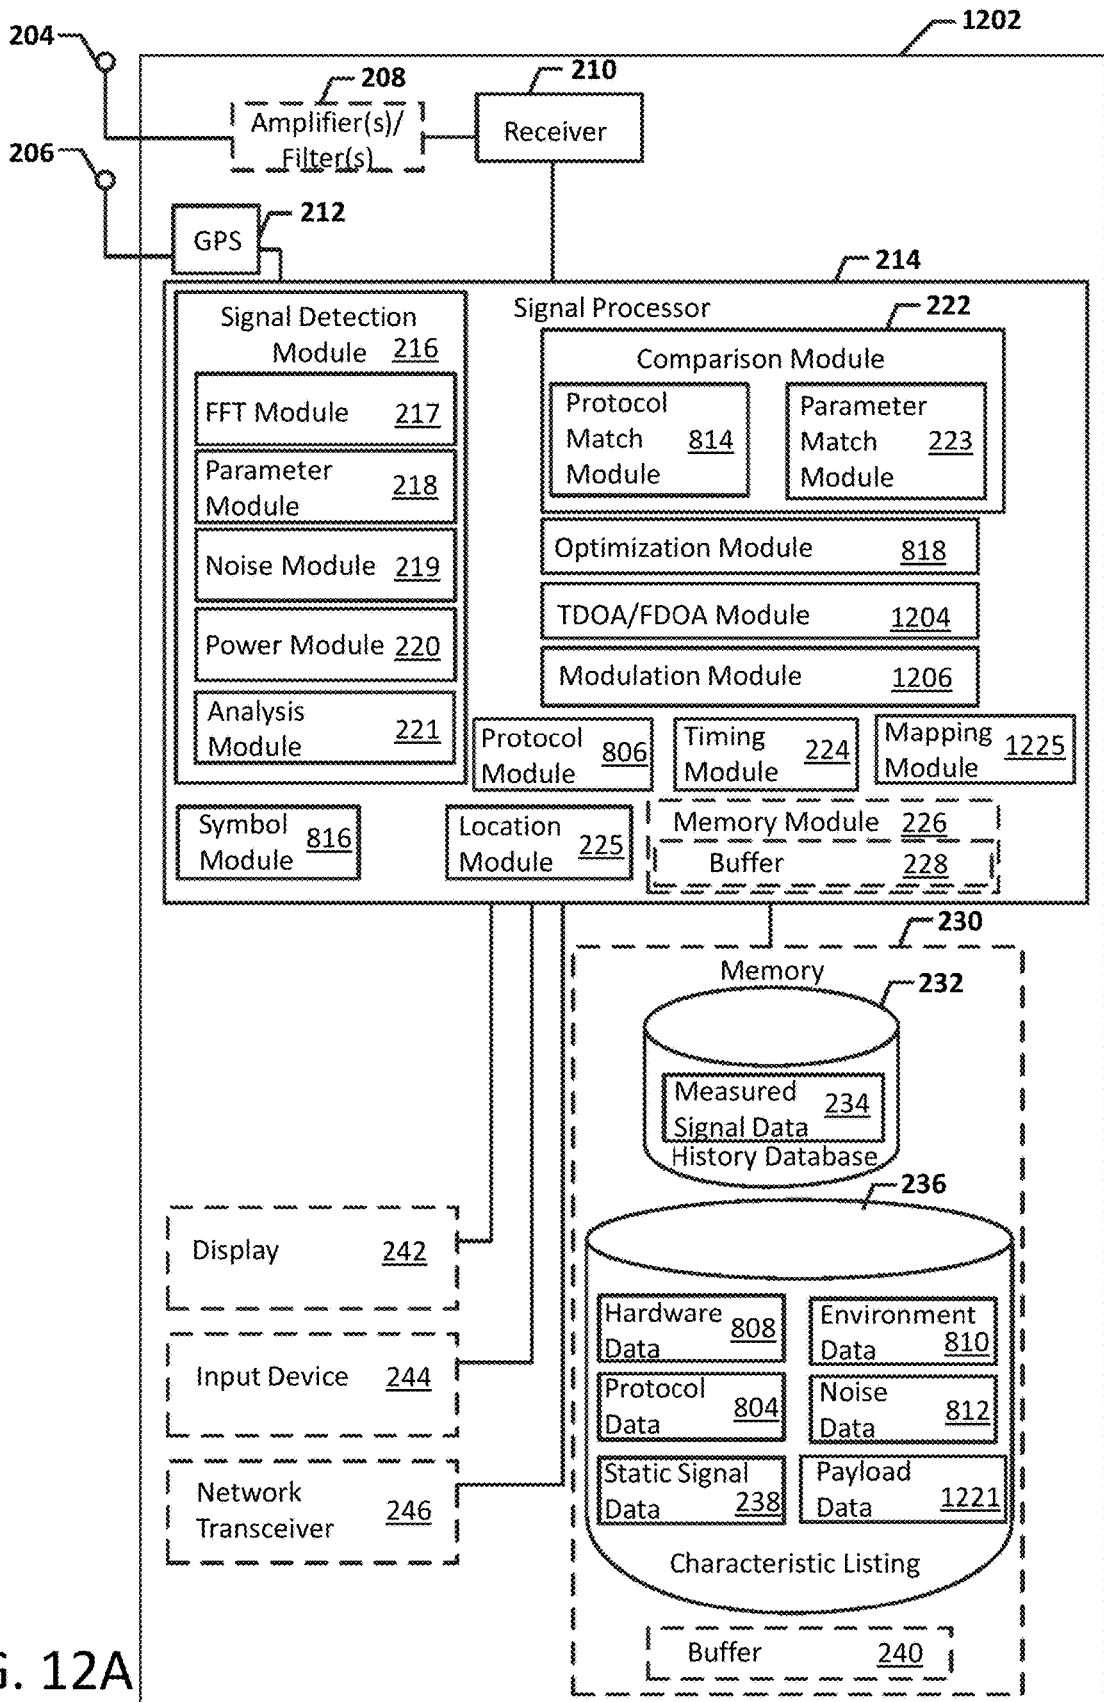 1202
204
208
210
Amplifier(s)/
Filter(s)
Receiver
206
212
GPS
214
Signal Processor
222
Signal Detection
Module 216
FFT Module 217
Parameter
Module 218
Noise Module 219
Power Module 220
Analysis
Module 221
Comparison Module
Protocol
Match 814
Module
Parameter
Match 223
Module
Optimization Module 818
TDOA/FDOA Module 1204
Modulation Module 1206
Protocol
Module 806
Timing
Module 224
Mapping
Module 1225
Symbol
Module 816
Location
Module 225
Memory Module 226
Buffer 228
230
Memory
232
Measured
Signal Data 234
History Database
236
Display 242
Input Device 244
Network
Transceiver 246
Hardware
Data 808
Environment
Data 810
Protocol
Data 804
Noise
Data 812
Static Signal
Data 238
Payload
Data 1221
Characteristic Listing
Buffer 240
G. 12A